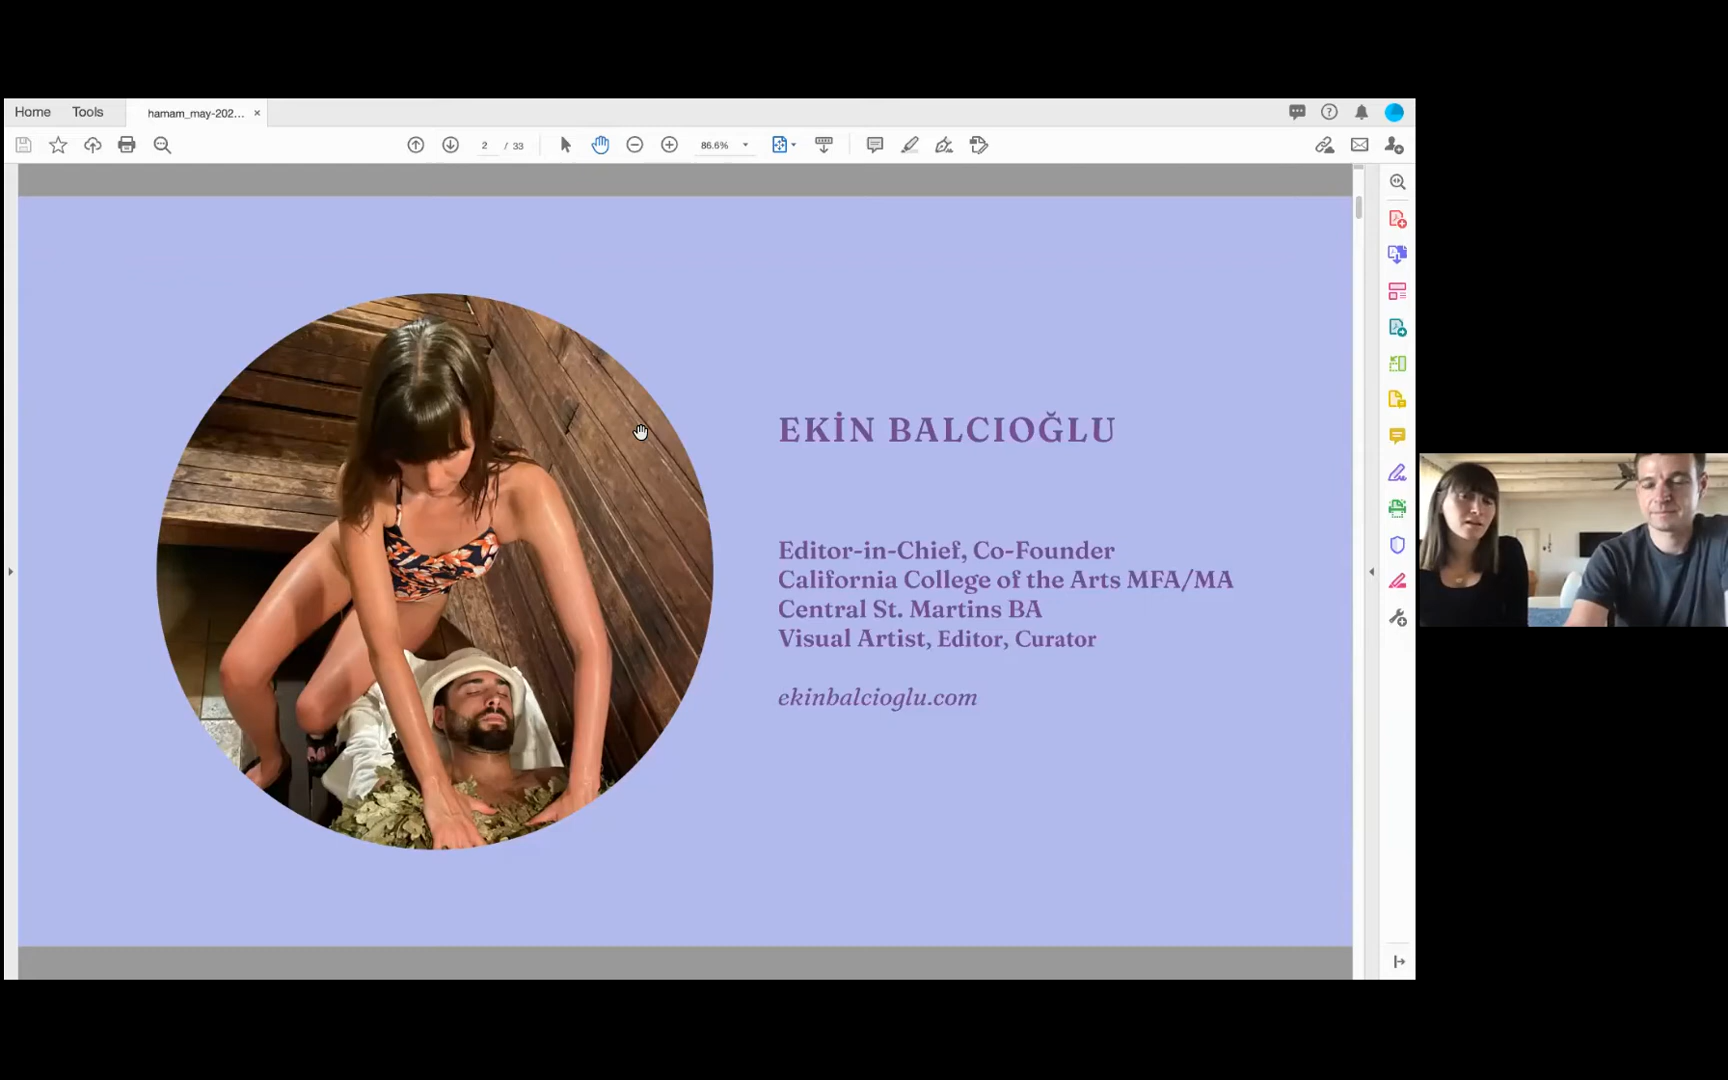 Home Tools hamam_may-202... ×
2 / 33 86.6%
EKİN BALCIOĞLU
Editor-in-Chief, Co-Founder
California College of the Arts MFA/MA
Central St. Martins BA
Visual Artist, Editor, Curator
ekinbalcioglu.com